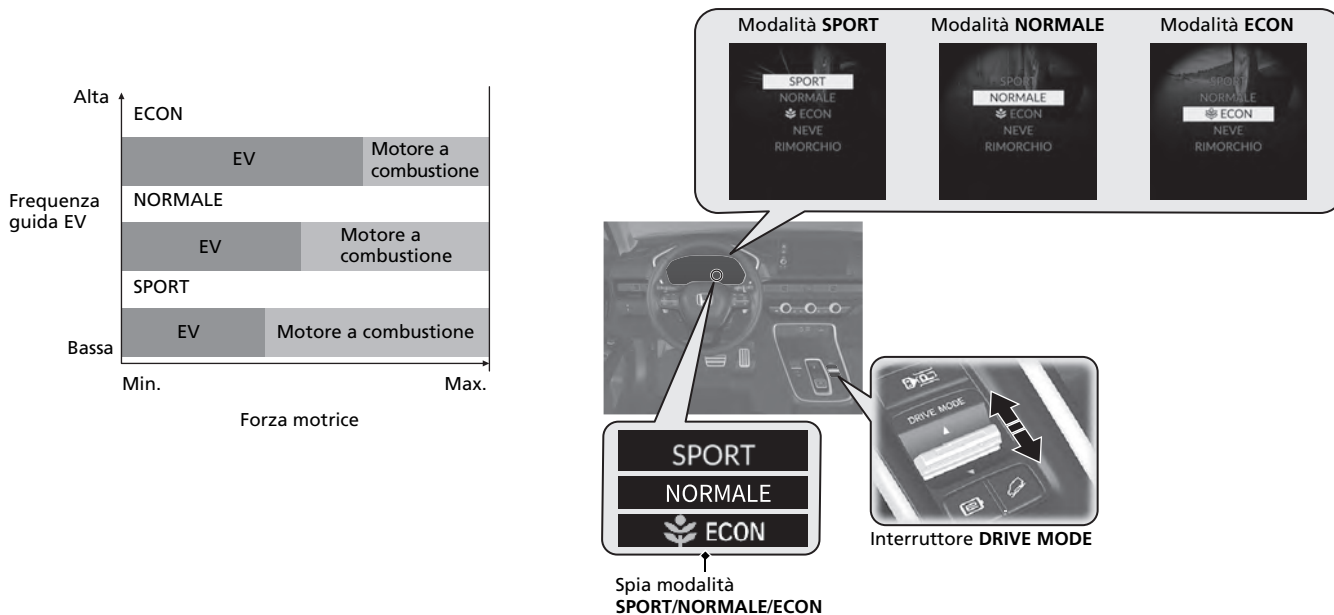 Alta
ECON
EV
Motore a
combustione
Frequenza
guida EV
NORMALE
EV
Motore a
combustione
SPORT
EV
Motore a combustione
Bassa
Min.
Max.
Forza motrice
Modalità SPORT
SPORT
NORMALE
ECON
NEVE
RIMORCHIO
Modalità NORMALE
SPORT
NORMALE
ECON
NEVE
RIMORCHIO
Modalità ECON
SPORT
NORMALE
ECON
NEVE
RIMORCHIO
SPORT
NORMALE
ECON
Spia modalità
SPORT/NORMALE/ECON
DRIVE MODE
Interruttore DRIVE MODE